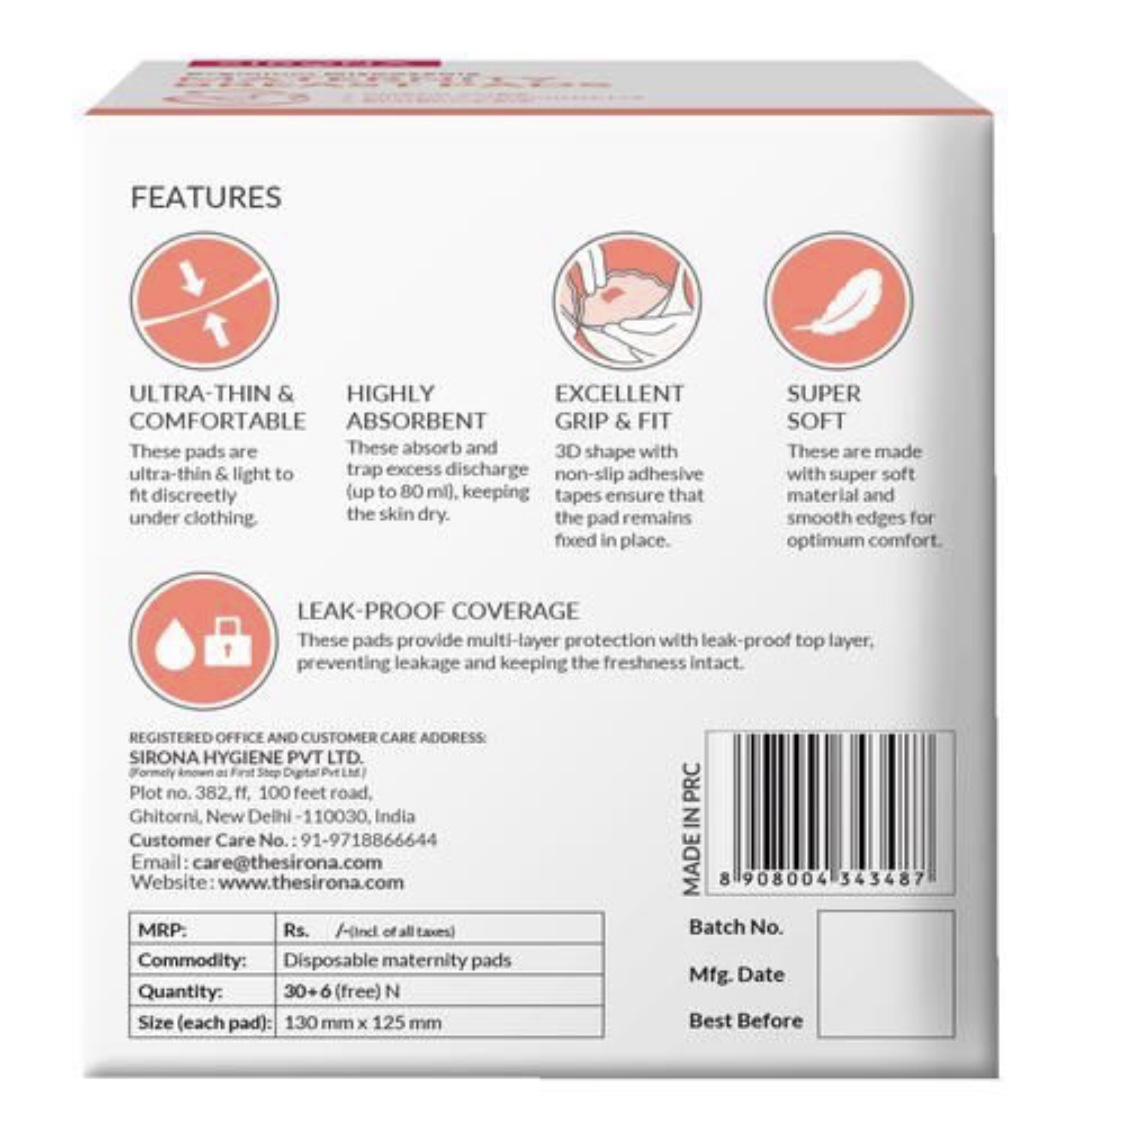 BREAST PADS
FEATURES
ULTRA-THIN &
COMFORTABLE
These pads are
ultra-thin & light to
fit discreetly
under clothing.
HIGHLY
ABSORBENT
These absorb and
trap excess discharge
(up to 80 ml), keeping
the skin dry.
EXCELLENT
GRIP & FIT
3D shape with
non-slip adhesive
tapes ensure that
the pad remains
fixed in place.
SUPER
SOFT
These are made
with super soft
material and
smooth edges for
optimum comfort.
LEAK-PROOF COVERAGE
These pads provide multi-layer protection with leak-proof top layer,
preventing leakage and keeping the freshness intact.
REGISTERED OFFICE AND CUSTOMER CARE ADDRESS:
SIRONA HYGIENE PVT LTD.
(Formely known as First Step Digital Pvt Ltd.)
Plot no. 382, ff, 100 feet road,
Ghitorni, New Delhi -110030, India
Customer Care No. : 91-9718866644
Email : care@thesirona.com
Website : www.thesirona.com
MADE IN PRC
8 908004 343487
MRP: Rs. /-(Incl. of all taxes)
Commodity: Disposable maternity pads
Quantity: 30+6 (free) N
Size (each pad): 130 mm x 125 mm
Batch No.
Mfg. Date
Best Before